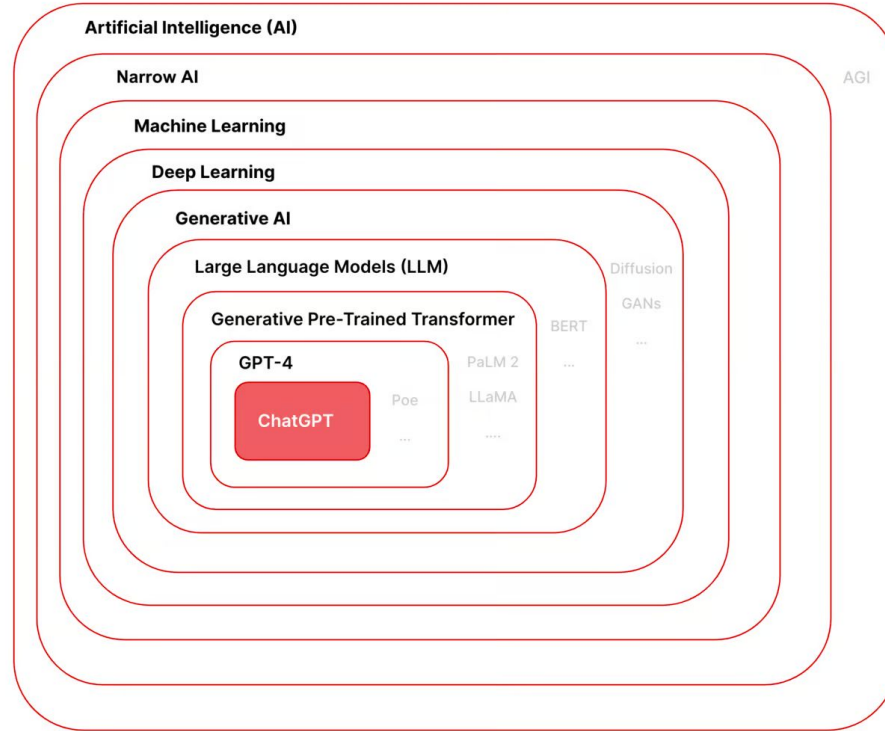 Artificial Intelligence (AI)
Narrow AI
AGI
Machine Learning
Deep Learning
Generative AI
Large Language Models (LLM)
Diffusion
GANs
...
Generative Pre-Trained Transformer
BERT
...
GPT-4
PaLM 2
LLaMA
....
ChatGPT
Poe
...